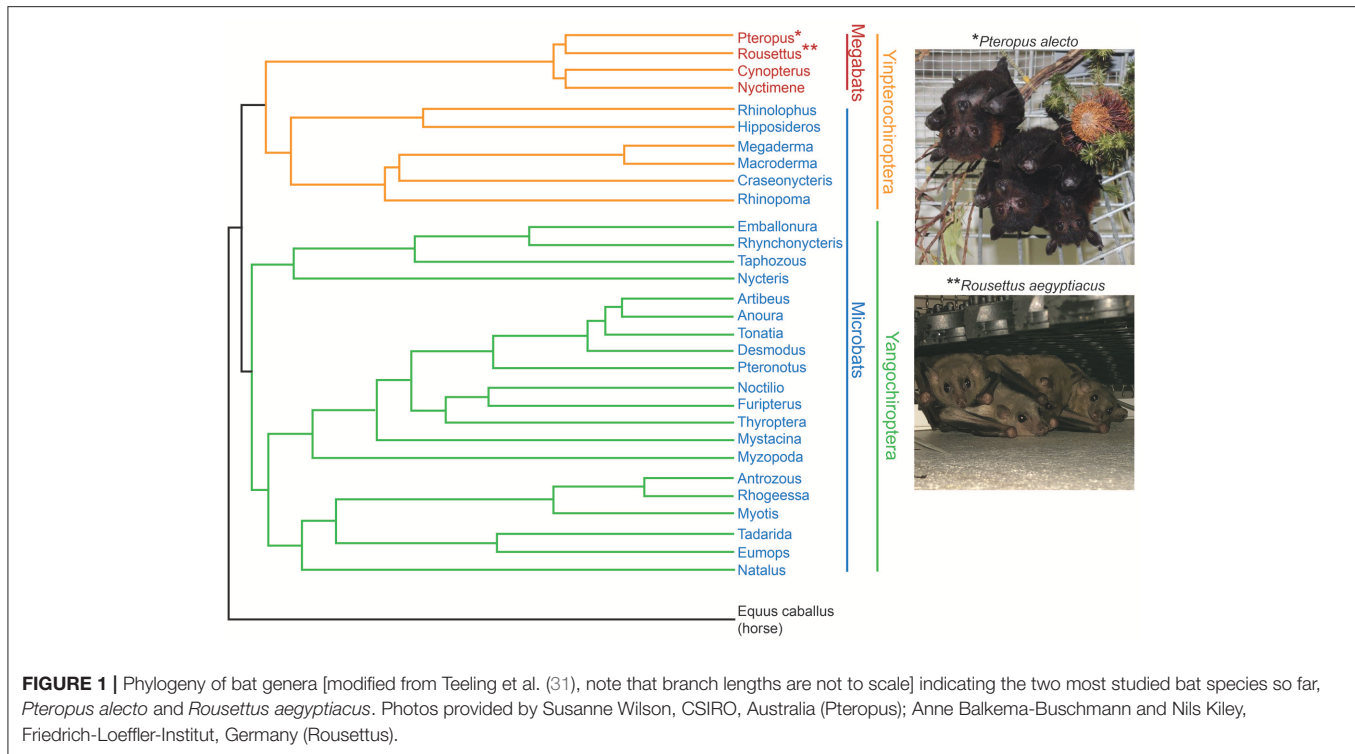 Pteropus*
Rousettus**
Cynopterus
Nyctimene
Rhinolophus
Hipposideros
Megaderma
Macroderma
Craseonycteris
Rhinopoma
Emballonura
Rhynchonycteris
Taphozous
Nycteris
Artibeus
Anoura
Tonatia
Desmodus
Pteronotus
Noctilio
Furipterus
Thyroptera
Mystacina
Myzopoda
Antrozous
Rhogeessa
Myotis
Tadarida
Eumops
Natalus
Equus caballus
(horse)
Megabats
Microbats
Yinpterochiroptera
Yangochiroptera
*Pteropus alecto
**Rousettus aegyptiacus
FIGURE 1 | Phylogeny of bat genera [modified from Teeling et al. (31), note that branch lengths are not to scale] indicating the two most studied bat species so far,
Pteropus alecto and Rousettus aegyptiacus. Photos provided by Susanne Wilson, CSIRO, Australia (Pteropus); Anne Balkema-Buschmann and Nils Kiley,
Friedrich-Loeffler-Institut, Germany (Rousettus).